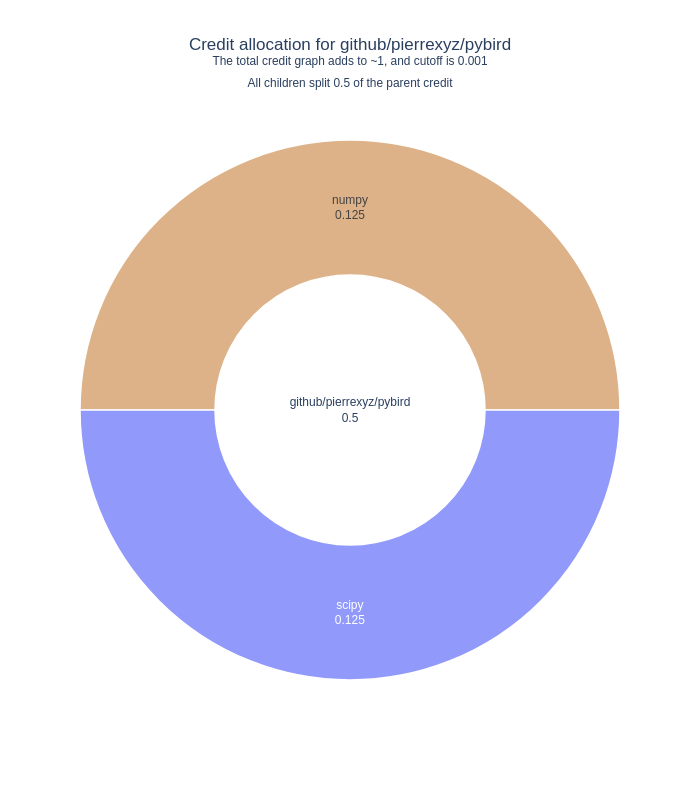 Credit allocation for github/pierrexyz/pybird
The total credit graph adds to ~1, and cutoff is 0.001
All children split 0.5 of the parent credit
numpy
0.125
github/pierrexyz/pybird
0.5
scipy
0.125